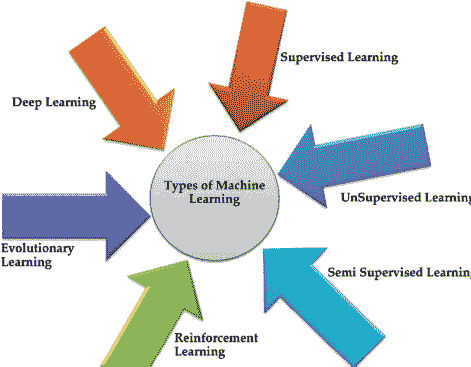 Supervised Learning
Deep Learning
Types of Machine
Learning
UnSupervised Learning
Evolutionary
Learning
Semi Supervised Learning
Reinforcement
Learning